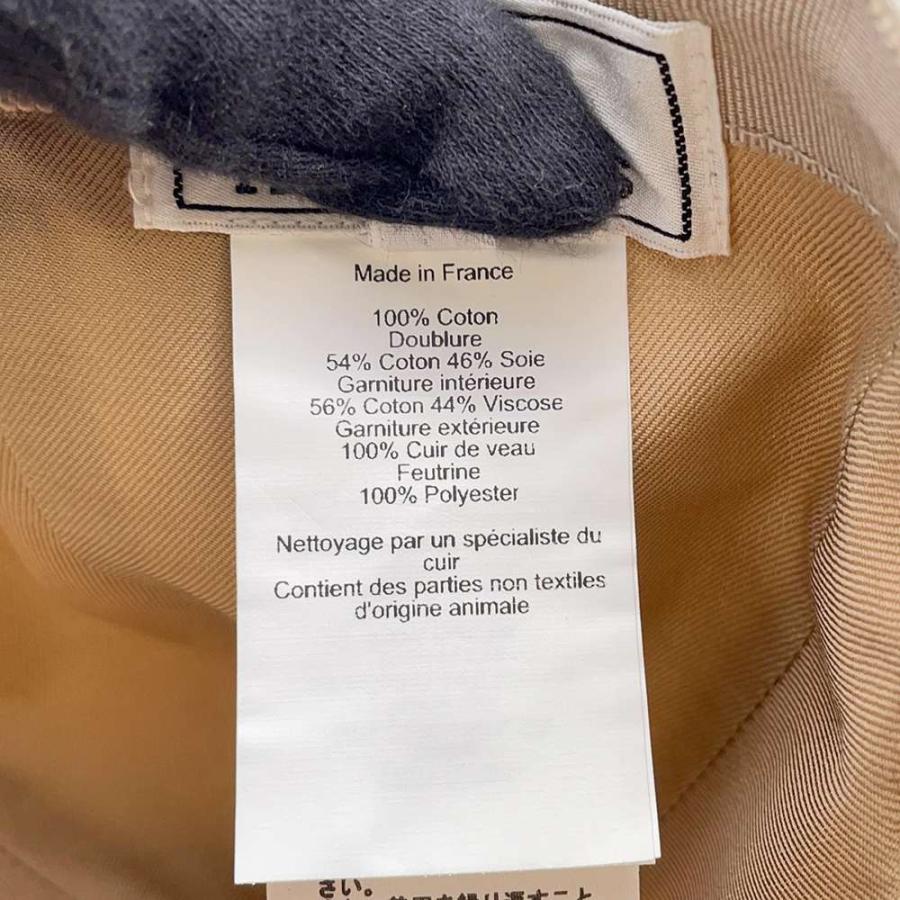 Made in France
100% Coton
Doublure
54% Coton 46% Soie
Garniture intérieure
56% Coton 44% Viscose
Garniture extérieure
100% Cuir de veau
Feutrine
100% Polyester
Nettoyage par un spécialiste du
cuir
Contient des parties non textiles
d'origine animale
さい。